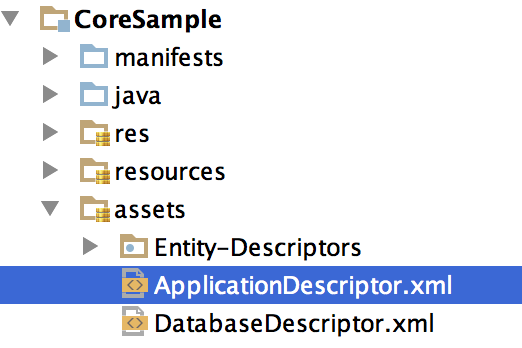 CoreSample
manifests
java
res
resources
assets
Entity-Descriptors
ApplicationDescriptor.xml
DatabaseDescriptor.xml